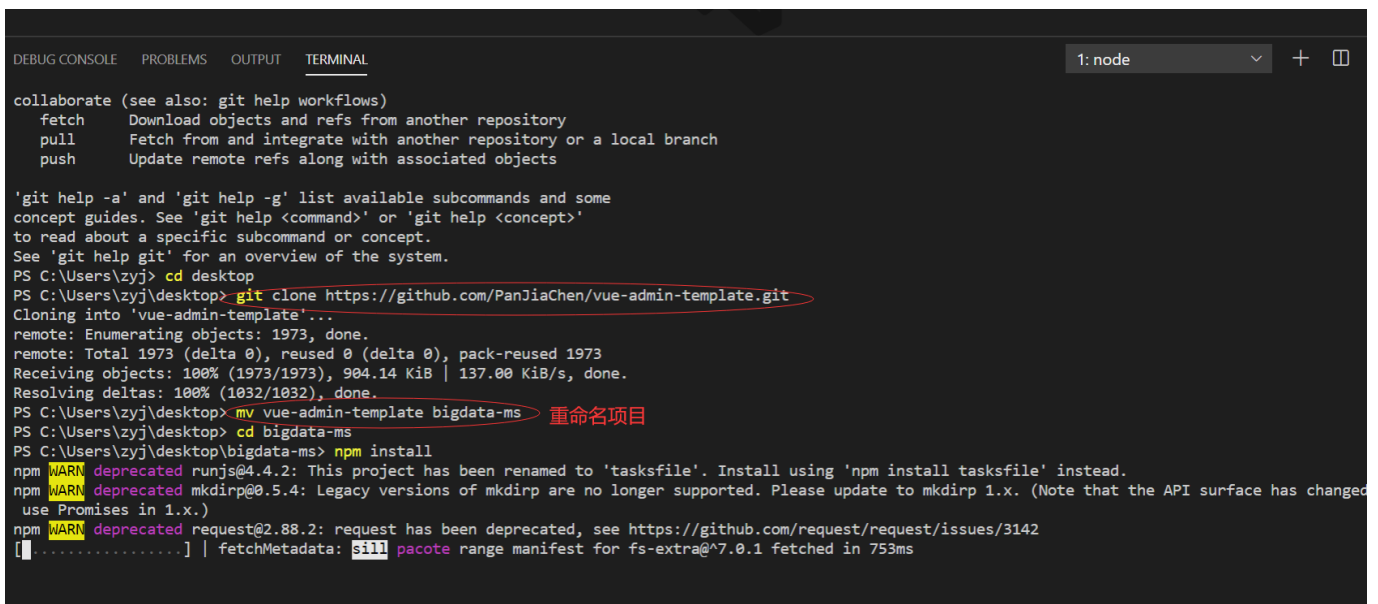 DEBUG CONSOLE PROBLEMS OUTPUT TERMINAL 1: node
collaborate (see also: git help workflows)
   fetch     Download objects and refs from another repository
   pull      Fetch from and integrate with another repository or a local branch
   push      Update remote refs along with associated objects

'git help -a' and 'git help -g' list available subcommands and some
concept guides. See 'git help <command>' or 'git help <concept>'
to read about a specific subcommand or concept.
See 'git help git' for an overview of the system.
PS C:\Users\zyj> cd desktop
PS C:\Users\zyj\desktop> git clone https://github.com/PanJiaChen/vue-admin-template.git
Cloning into 'vue-admin-template'...
remote: Enumerating objects: 1973, done.
remote: Total 1973 (delta 0), reused 0 (delta 0), pack-reused 1973
Receiving objects: 100% (1973/1973), 904.14 KiB | 137.00 KiB/s, done.
Resolving deltas: 100% (1032/1032), done.
PS C:\Users\zyj\desktop> mv vue-admin-template bigdata-ms 重命名项目
PS C:\Users\zyj\desktop> cd bigdata-ms
PS C:\Users\zyj\desktop\bigdata-ms> npm install
npm WARN deprecated runjs@4.4.2: This project has been renamed to 'tasksfile'. Install using 'npm install tasksfile' instead.
npm WARN deprecated mkdirp@0.5.4: Legacy versions of mkdirp are no longer supported. Please update to mkdirp 1.x. (Note that the API surface has changed
 use Promises in 1.x.)
npm WARN deprecated request@2.88.2: request has been deprecated, see https://github.com/request/request/issues/3142
[ .................] | fetchMetadata: sill pacote range manifest for fs-extra@^7.0.1 fetched in 753ms